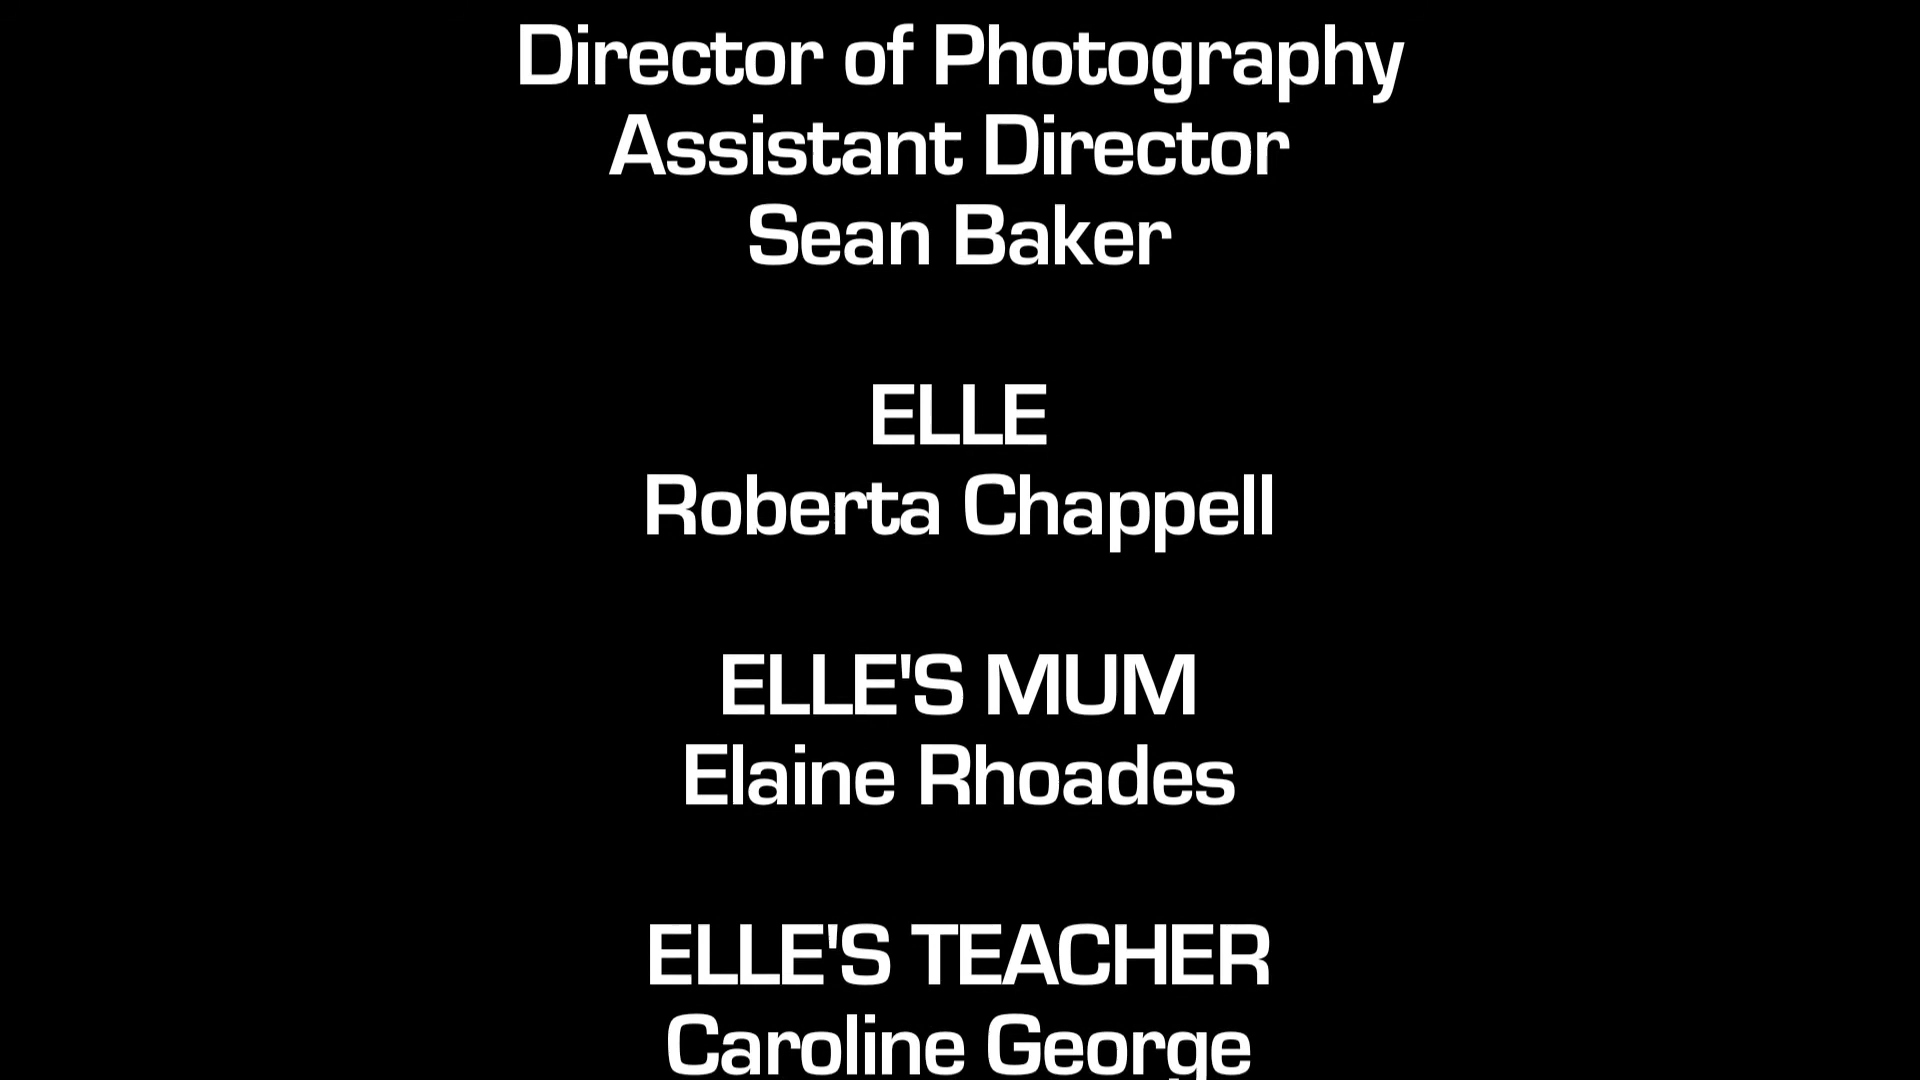 Director of Photography
Assistant Director
Sean Baker
ELLE
Roberta Chappell
ELLE'S MUM
Elaine Rhoades
ELLE'S TEACHER
Caroline George